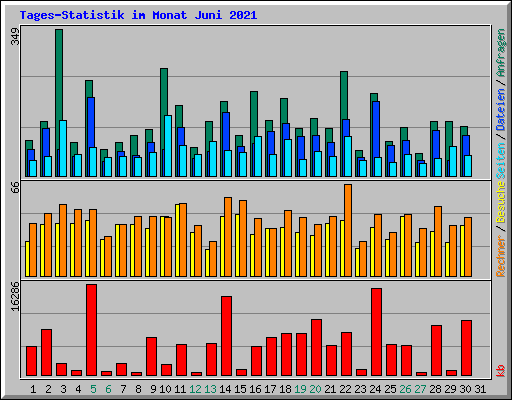 Tages-Statistik im Monat Juni 2021
349
66
16286
Rechner / Besuche Seiten / Dateien / Anfragen
kb
1 2 3 4 5 6 7 8 9 10 11 12 13 14 15 16 17 18 19 20 21 22 23 24 25 26 27 28 29 30 31